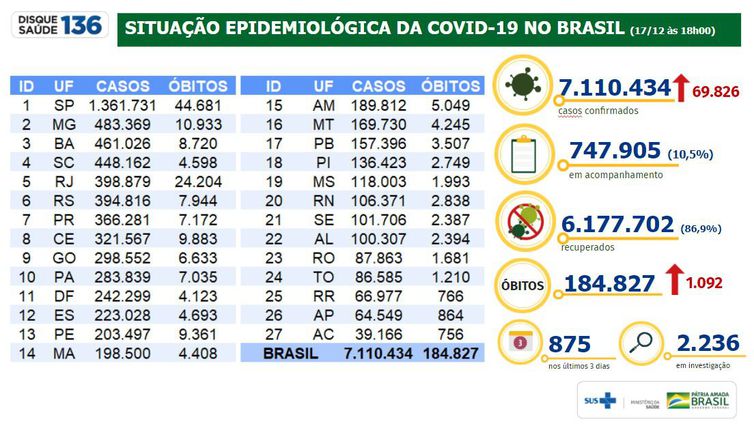 DISQUE
SAÚDE 136
SITUAÇÃO EPIDEMIOLÓGICA DA COVID-19 NO BRASIL (17/12 às 18h00)
ID UF CASOS ÓBITOS
1 SP 1.361.731 44.681
2 MG 483.369 10.933
3 BA 461.026 8.720
4 SC 448.162 4.598
5 RJ 398.879 24.204
6 RS 394.816 7.944
7 PR 366.281 7.172
8 CE 321.567 9.883
9 GO 298.552 6.633
10 PA 283.839 7.035
11 DF 242.299 4.123
12 ES 223.028 4.693
13 PE 203.497 9.361
14 MA 198.500 4.408
ID UF CASOS ÓBITOS
15 AM 189.812 5.049
16 MT 169.730 4.245
17 PB 157.396 3.507
18 PI 136.423 2.749
19 MS 118.003 1.993
20 RN 106.371 2.838
21 SE 101.706 2.387
22 AL 100.307 2.394
23 RO 87.863 1.681
24 TO 86.585 1.210
25 RR 66.977 766
26 AP 64.549 864
27 AC 39.166 756
BRASIL 7.110.434 184.827
7.110.434 69.826
casos confirmados
747.905 (10,5%)
em acompanhamento
6.177.702 (86,9%)
recuperados
ÓBITOS 184.827 1.092
3 875
nos últimos 3 dias
2.236
em investigação
SUS
MINISTÉRIO DA
SAÚDE
PÁTRIA AMADA
BRASIL
GOVERNO FEDERAL